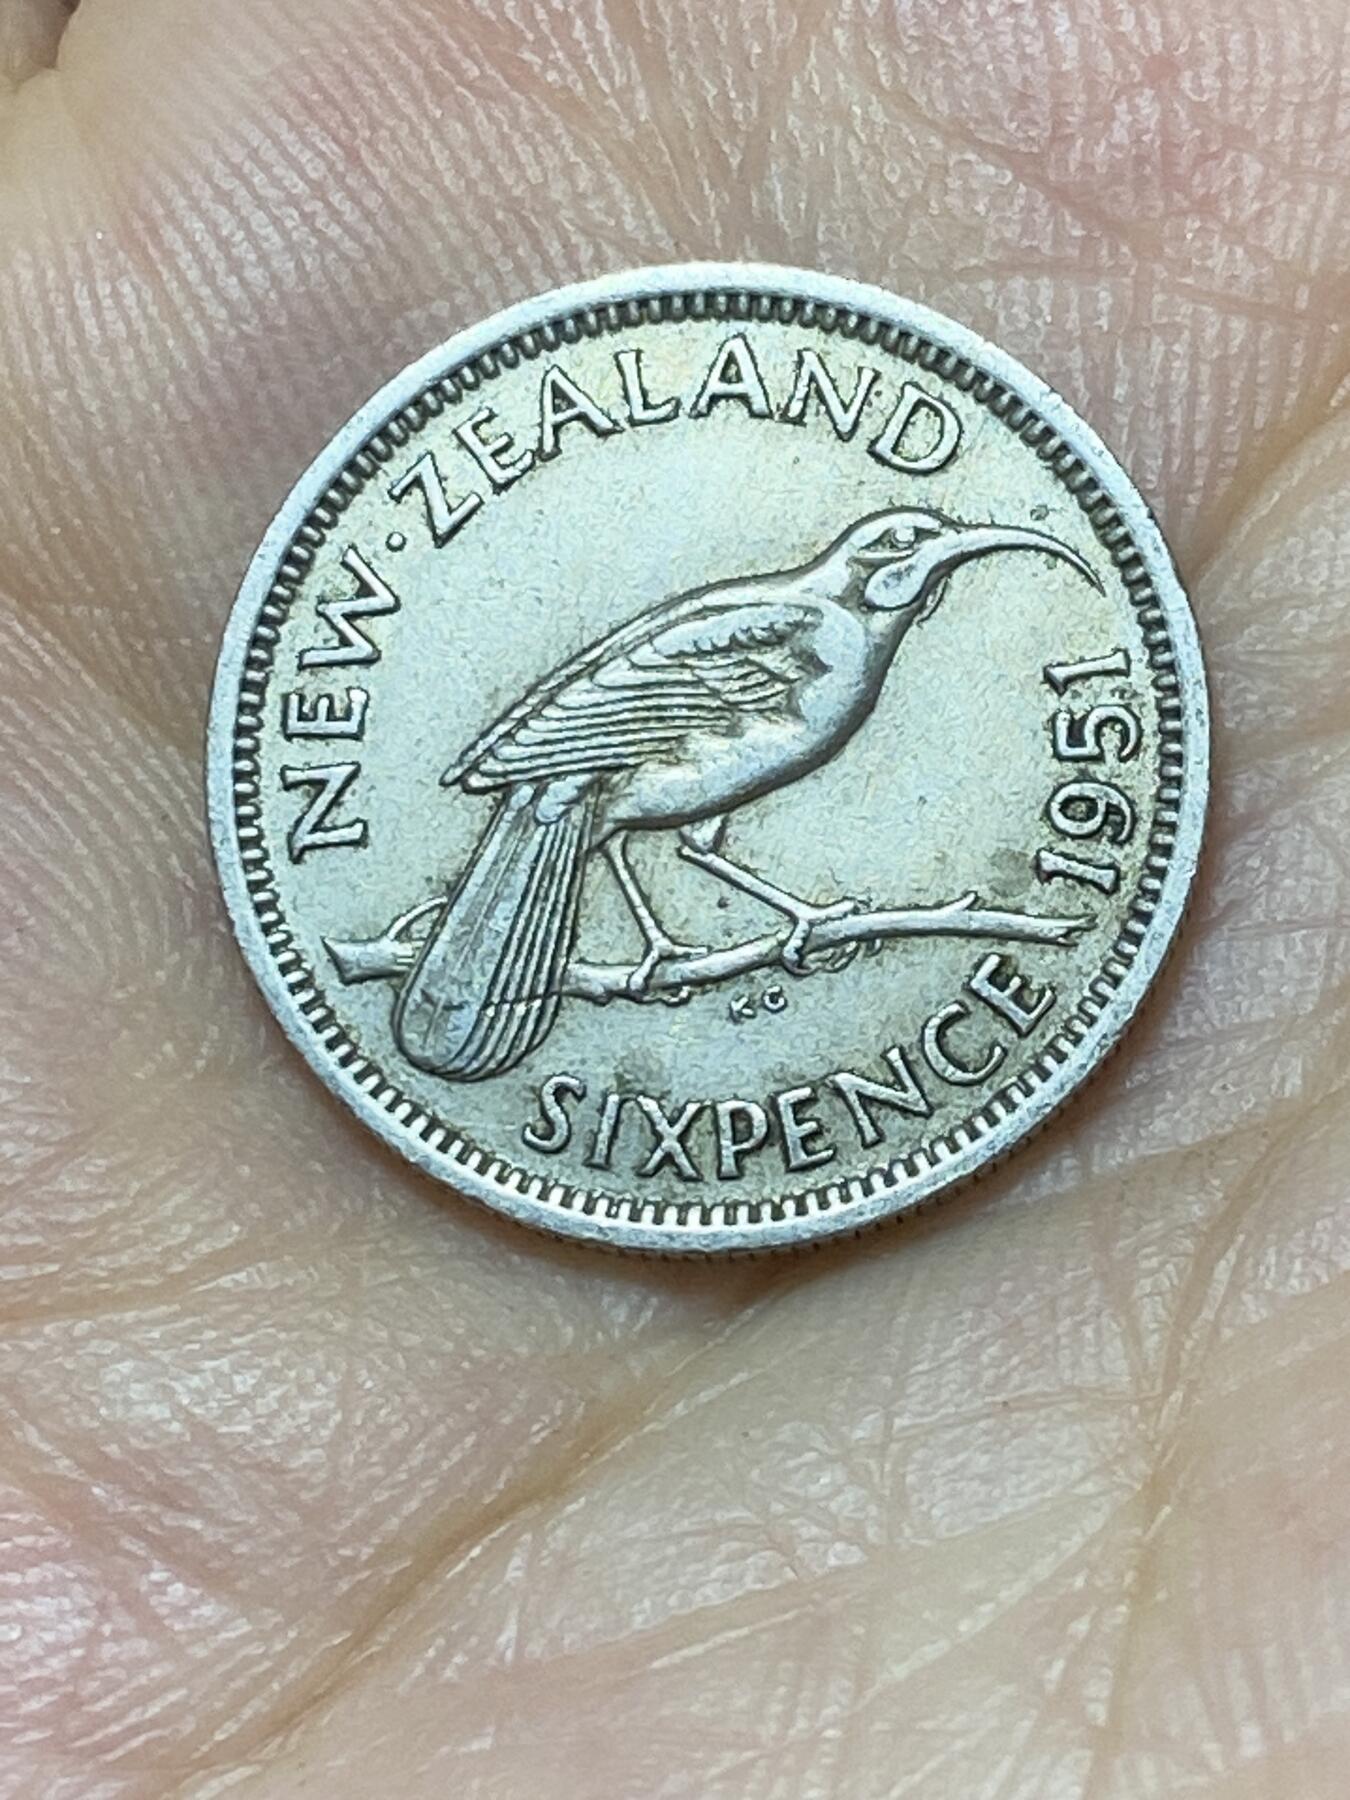 NEW·ZEALAND
1951
KG
SIXPENCE